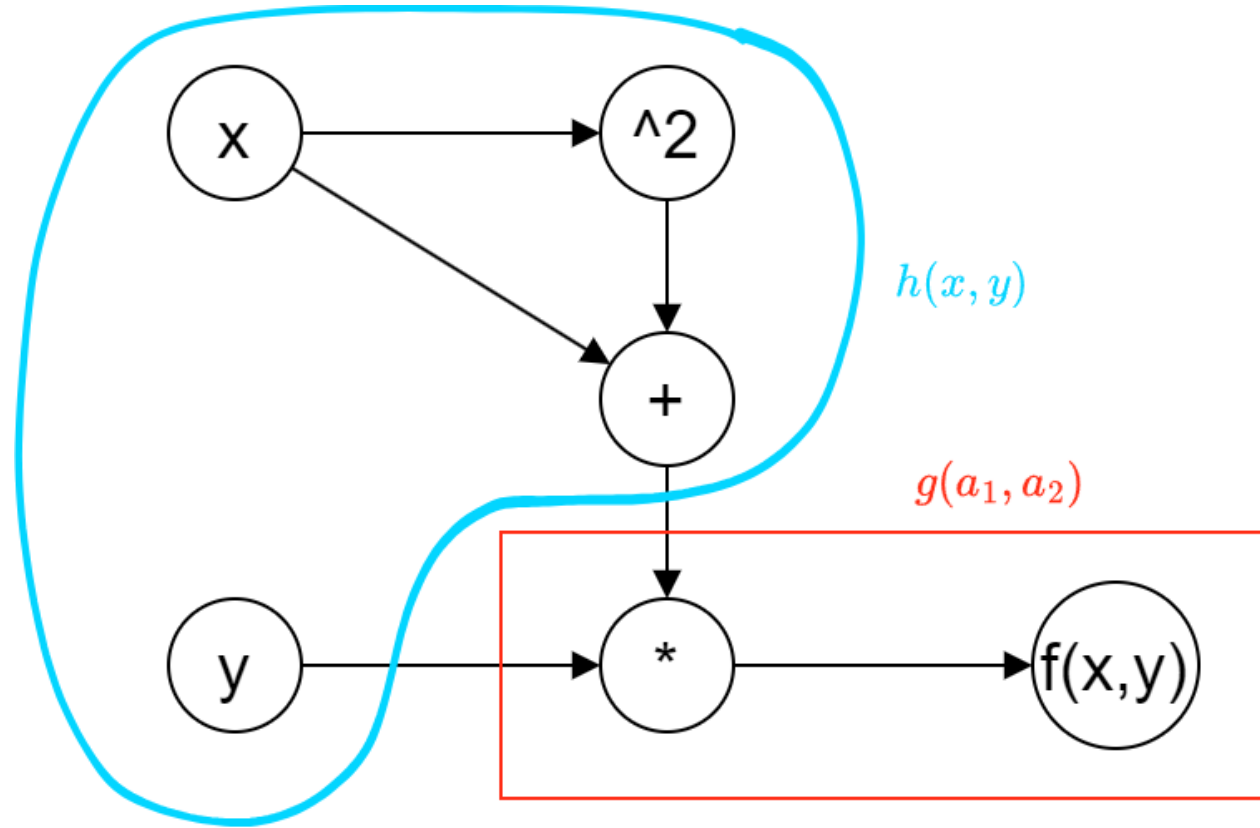 x
^2
h(x, y)
+
g(a₁, a₂)
y
*
f(x,y)